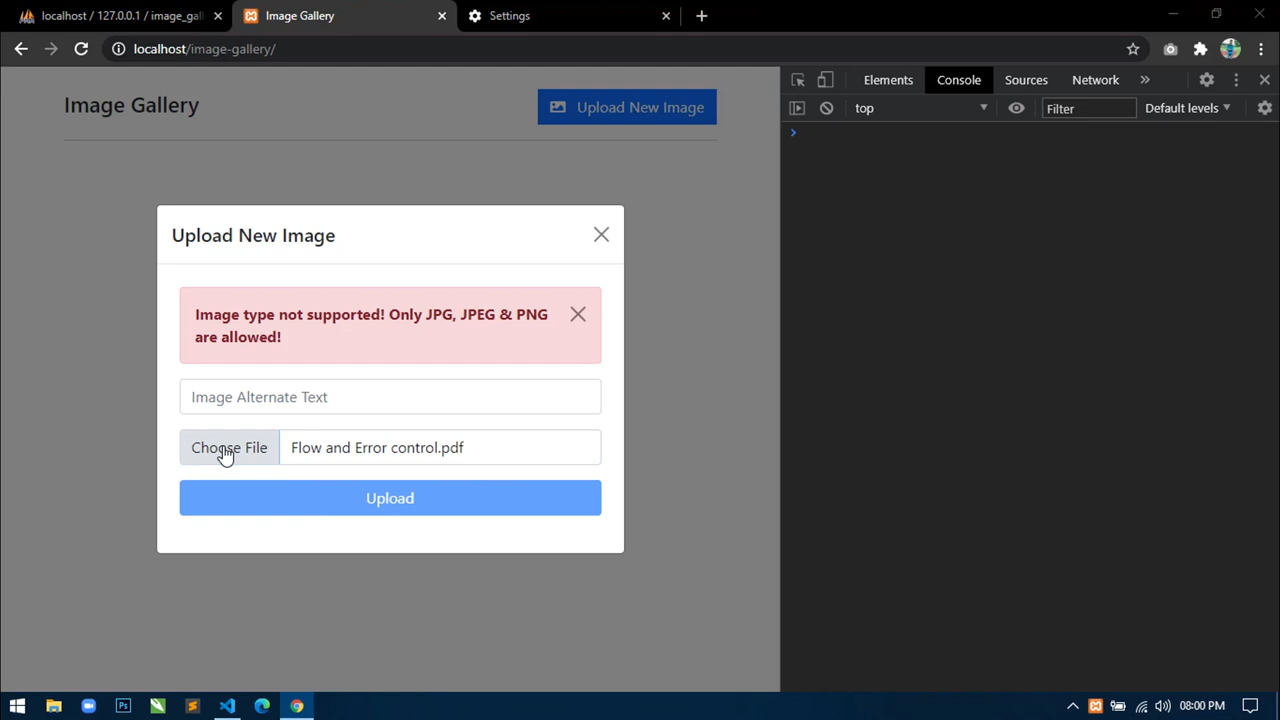 localhost / 127.0.0.1 / image_gall
Image Gallery
Settings
localhost/image-gallery/
Elements
Console
Sources
Network
top
Filter
Default levels
Image Gallery
Upload New Image
Upload New Image
Image type not supported! Only JPG, JPEG & PNG
are allowed!
Image Alternate Text
Choose File
Flow and Error control.pdf
Upload
Ps
08:00 PM